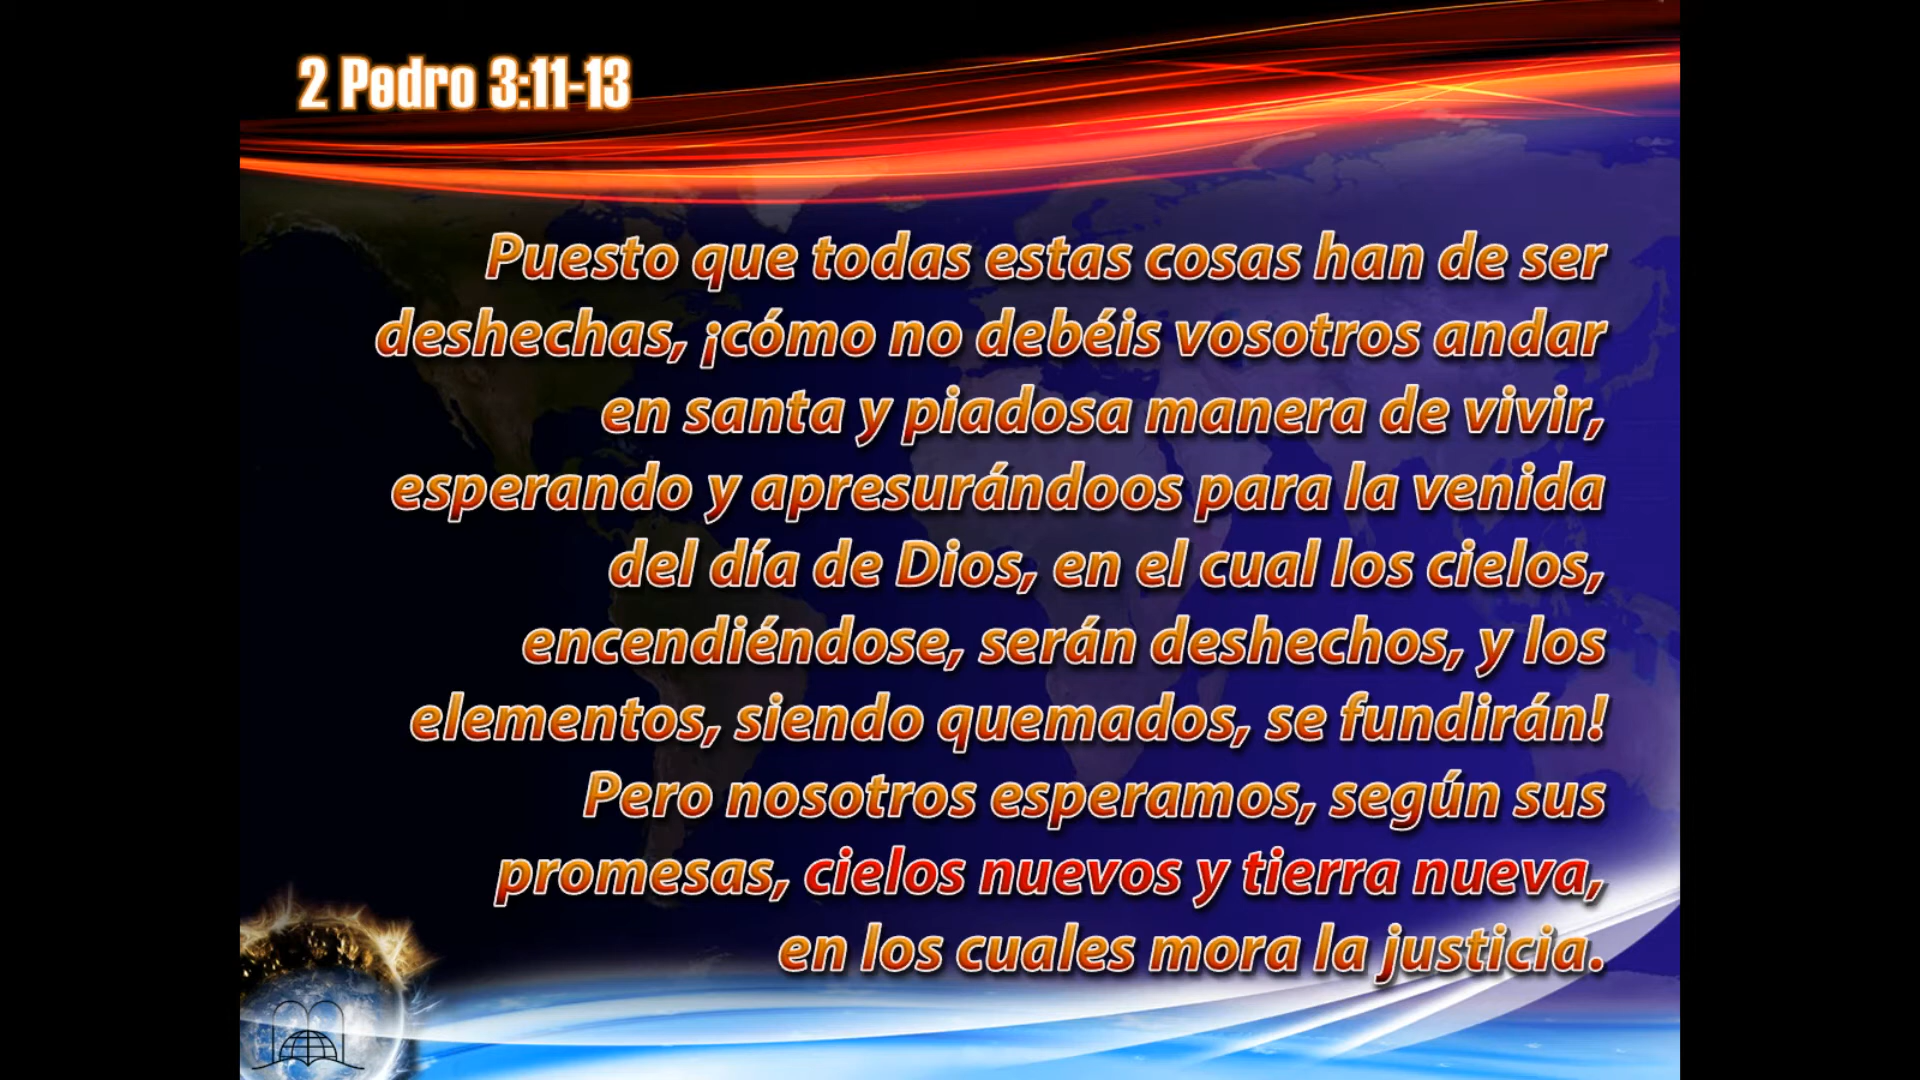 2 Pedro 3:11-13
Puesto que todas estas cosas han de ser
deshechas, ¡cómo no debéis vosotros andar
en santa y piadosa manera de vivir,
esperando y apresurándoos para la venida
del día de Dios, en el cual los cielos,
encendiéndose, serán deshechos, y los
elementos, siendo quemados, se fundirán!
Pero nosotros esperamos, según sus
promesas, cielos nuevos y tierra nueva,
en los cuales mora la justicia.